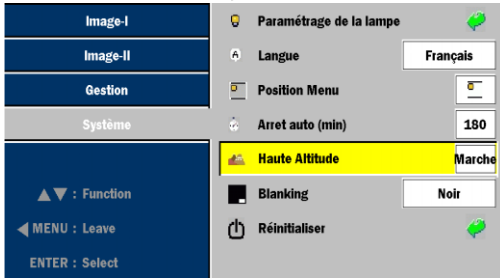 Image-I
Image-II
Gestion
Système
▲▼ : Function
◀ MENU : Leave
ENTER : Select
Paramétrage de la lampe
Langue Français
Position Menu
Arret auto (min) 180
Haute Altitude Marche
Blanking Noir
Réinitialiser